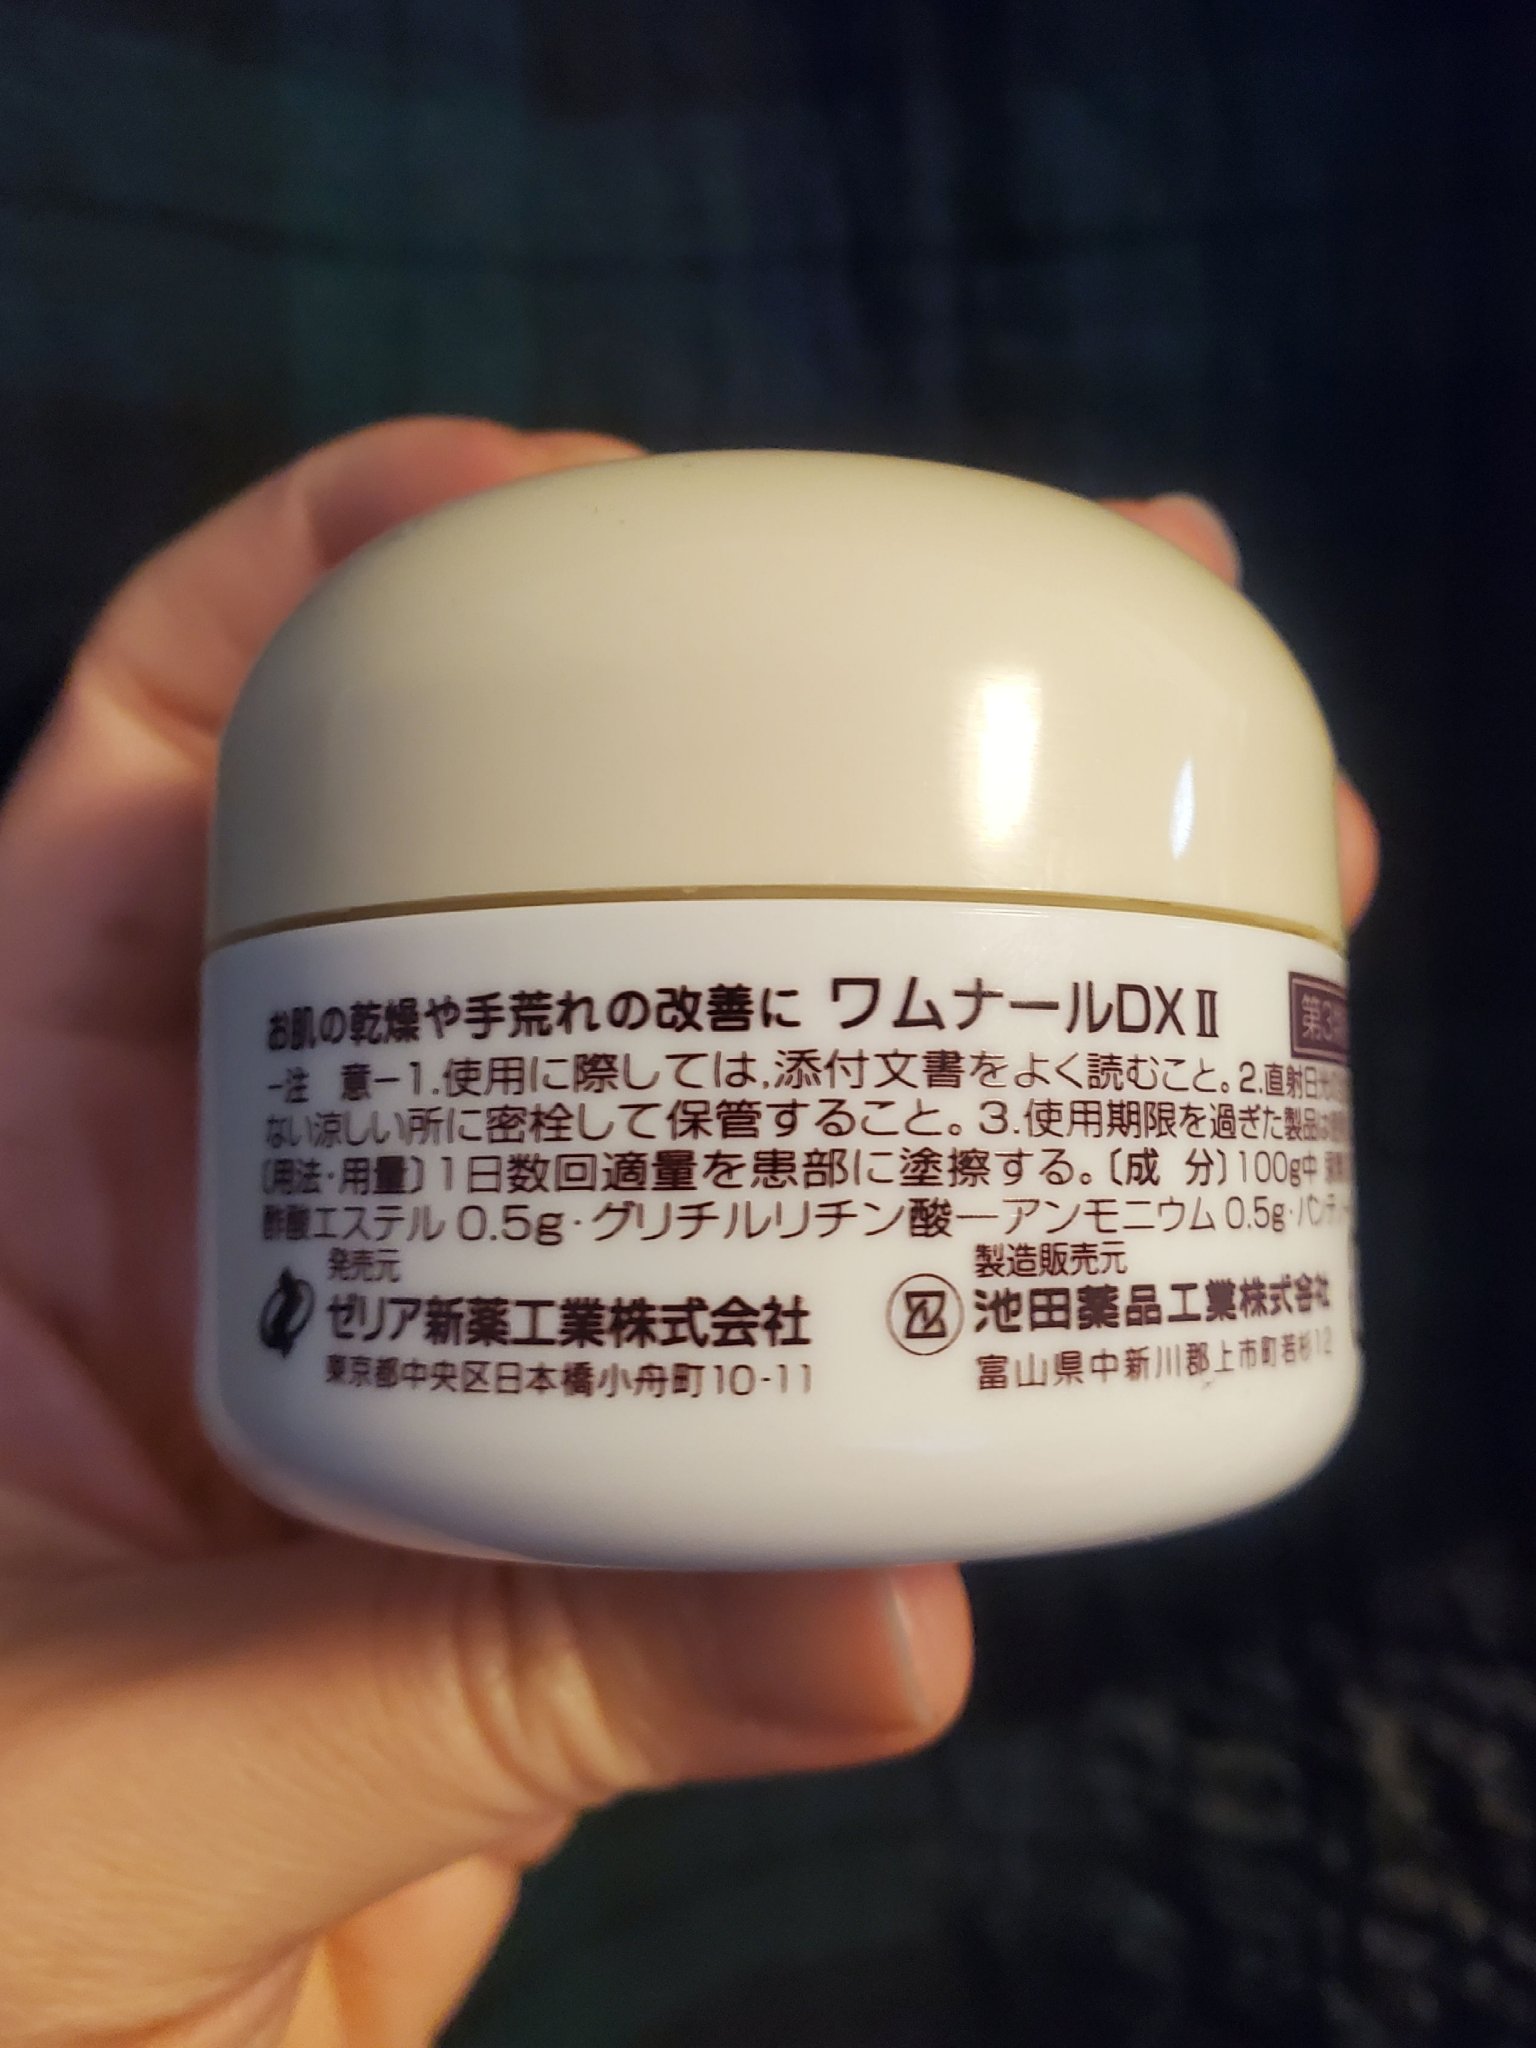 お肌の乾燥や手荒れの改善に ワムナールDXⅡ 第3
ー注 意ー1.使用に際しては,添付文書をよく読むこと。2.直射日光の
ない涼しい所に密栓して保管すること。3.使用期限を過ぎた製品は
〔用法・用量〕1日数回適量を患部に塗擦する。〔成 分〕100g中
酢酸エステル 0.5g・グリチルリチン酸一アンモニウム 0.5g・パンテ
発売元
ゼリア新薬工業株式会社
東京都中央区日本橋小舟町10-11
製造販売元
池田薬品工業株式会社
富山県中新川郡上市町若杉12